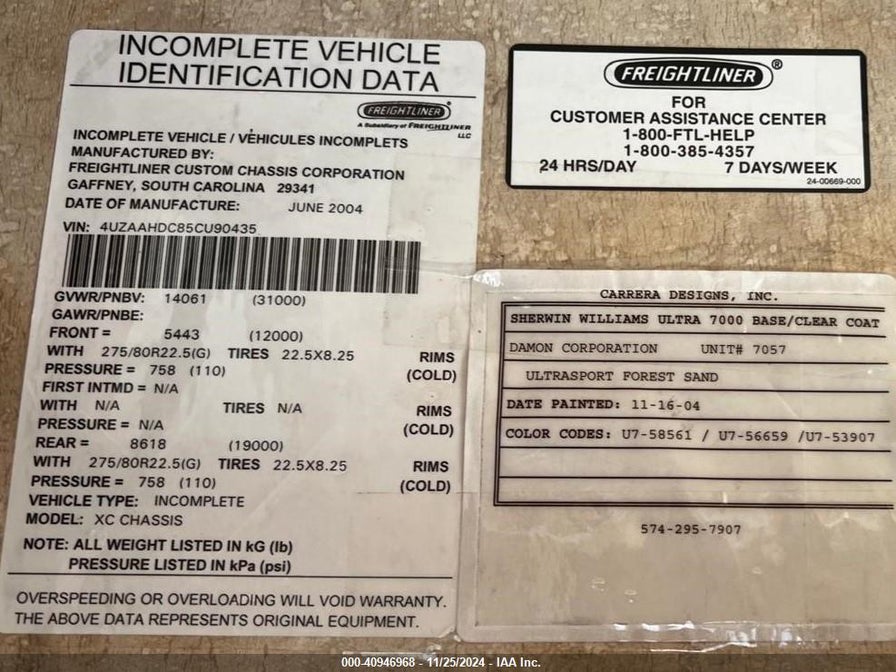 INCOMPLETE VEHICLE
IDENTIFICATION DATA
FREIGHTLINER®
A Subsidiary of FREIGHTLINER
LLC
INCOMPLETE VEHICLE / VÉHICULES INCOMPLETS
MANUFACTURED BY:
FREIGHTLINER CUSTOM CHASSIS CORPORATION
GAFFNEY, SOUTH CAROLINA 29341
DATE OF MANUFACTURE: JUNE 2004
VIN: 4UZAAHDC85CU90435
GVWR/PNBV: 14061 (31000)
GAWR/PNBE:
FRONT = 5443 (12000)
WITH 275/80R22.5(G) TIRES 22.5X8.25 RIMS
PRESSURE = 758 (110) (COLD)
FIRST INTMD = N/A
WITH N/A TIRES N/A RIMS
PRESSURE = N/A (COLD)
REAR = 8618 (19000)
WITH 275/80R22.5(G) TIRES 22.5X8.25 RIMS
PRESSURE = 758 (110) (COLD)
VEHICLE TYPE: INCOMPLETE
MODEL: XC CHASSIS
NOTE: ALL WEIGHT LISTED IN kG (lb)
PRESSURE LISTED IN kPa (psi)
OVERSPEEDING OR OVERLOADING WILL VOID WARRANTY.
THE ABOVE DATA REPRESENTS ORIGINAL EQUIPMENT.
FREIGHTLINER®
FOR
CUSTOMER ASSISTANCE CENTER
1-800-FTL-HELP
1-800-385-4357
24 HRS/DAY 7 DAYS/WEEK
24-00669-000
CARRERA DESIGNS, INC.
SHERWIN WILLIAMS ULTRA 7000 BASE/CLEAR COAT
DAMON CORPORATION UNIT# 7057
ULTRASPORT FOREST SAND
DATE PAINTED: 11-16-04
COLOR CODES: U7-58561 / U7-56659 /U7-53907
574-295-7907
000-40946968 - 11/25/2024 - IAA Inc.